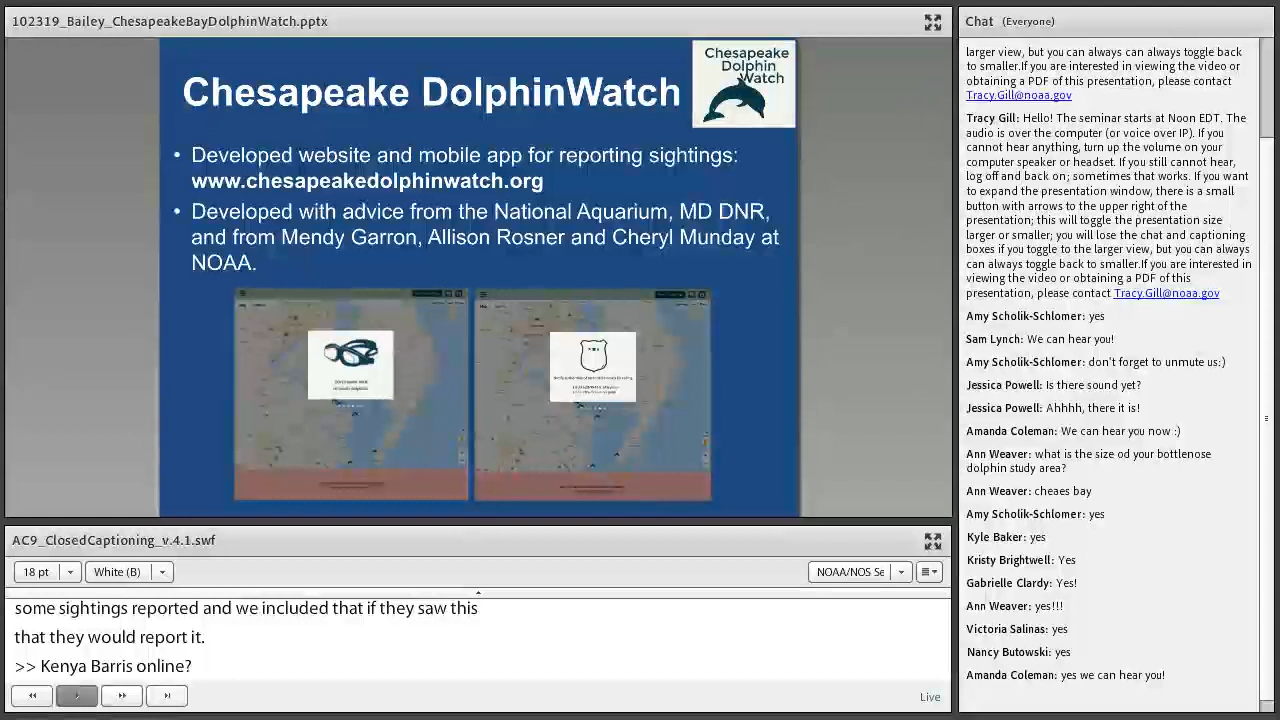 102319_Bailey_ChesapeakeBayDolphinWatch.pptx
Chesapeake DolphinWatch
Chesapeake
Dolphin
Watch
• Developed website and mobile app for reporting sightings:
www.chesapeakedolphinwatch.org
• Developed with advice from the National Aquarium, MD DNR,
and from Mendy Garron, Allison Rosner and Cheryl Munday at
NOAA.
AC9_ClosedCaptioning_v.4.1.swf
18 pt
White (B)
NOAA/NOS Se
some sightings reported and we included that if they saw this
that they would report it.
>> Kenya Barris online?
Live
Chat (Everyone)
larger view, but you can always can always toggle back
to smaller.If you are interested in viewing the video or
obtaining a PDF of this presentation, please contact
Tracy.Gill@noaa.gov
Tracy Gill: Hello! The seminar starts at Noon EDT. The
audio is over the computer (or voice over IP). If you
cannot hear anything, turn up the volume on your
computer speaker or headset. If you still cannot hear,
log off and back on; sometimes that works. If you want
to expand the presentation window, there is a small
button with arrows to the upper right of the
presentation; this will toggle the presentation size
larger or smaller; you will lose the chat and captioning
boxes if you toggle to the larger view, but you can always
can always toggle back to smaller.If you are interested in
viewing the video or obtaining a PDF of this
presentation, please contact Tracy.Gill@noaa.gov
Amy Scholik-Schlomer: yes
Sam Lynch: We can hear you!
Amy Scholik-Schlomer: don't forget to unmute us:)
Jessica Powell: Is there sound yet?
Jessica Powell: Ahhhh, there it is!
Amanda Coleman: We can hear you now :)
Ann Weaver: what is the size od your bottlenose
dolphin study area?
Ann Weaver: cheaes bay
Amy Scholik-Schlomer: yes
Kyle Baker: yes
Kristy Brightwell: Yes
Gabrielle Clardy: Yes!
Ann Weaver: yes!!!
Victoria Salinas: yes
Nancy Butowski: yes
Amanda Coleman: yes we can hear you!